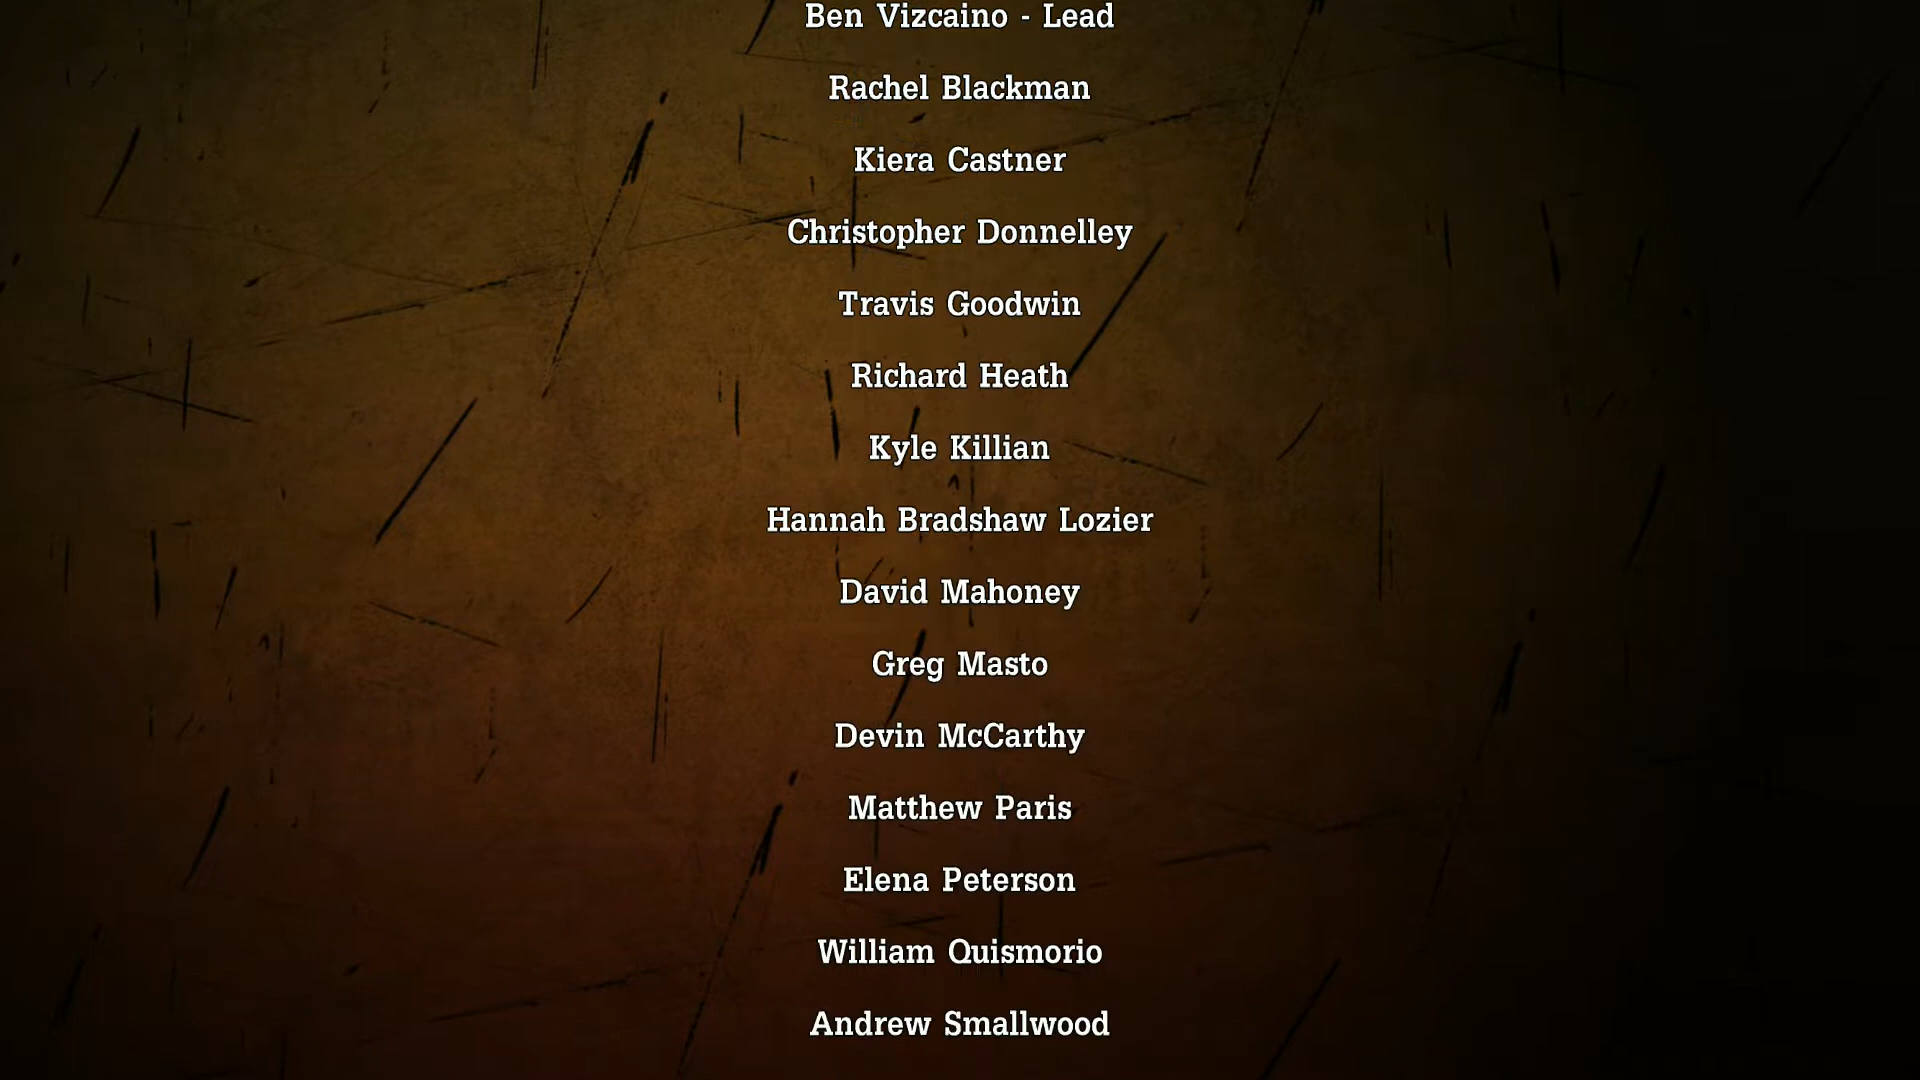 Ben Vizcaino - Lead
Rachel Blackman
Kiera Castner
Christopher Donnelley
Travis Goodwin
Richard Heath
Kyle Killian
Hannah Bradshaw Lozier
David Mahoney
Greg Masto
Devin McCarthy
Matthew Paris
Elena Peterson
William Quismorio
Andrew Smallwood